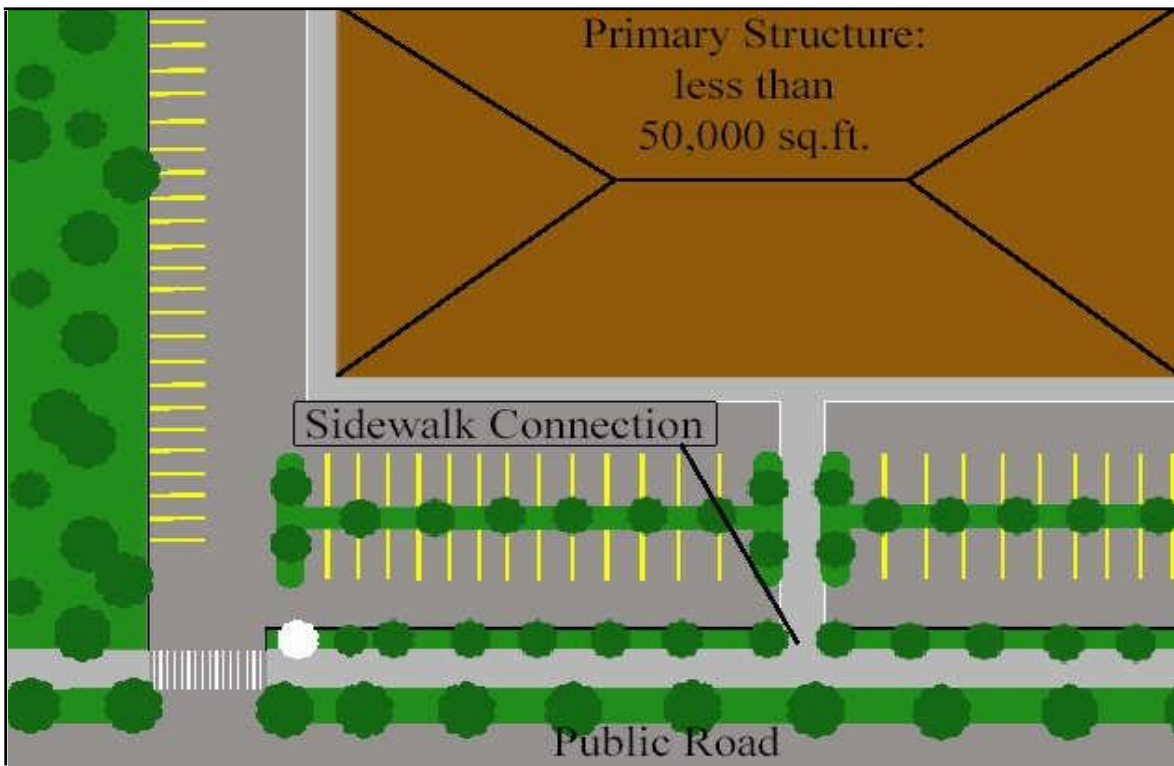 Primary Structure:
less than
50,000 sq.ft.
Sidewalk Connection
Public Road